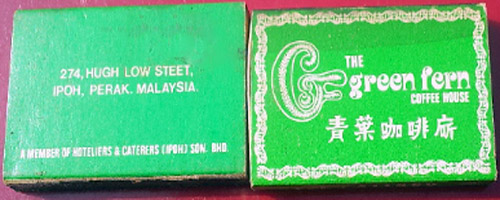 274, HUGH LOW STEET,
IPOH, PERAK. MALAYSIA.
A MEMBER OF HOTELIERS & CATERERS (IPOH) SDN. BHD.
THE
green fern
COFFEE HOUSE
青葉咖啡廊